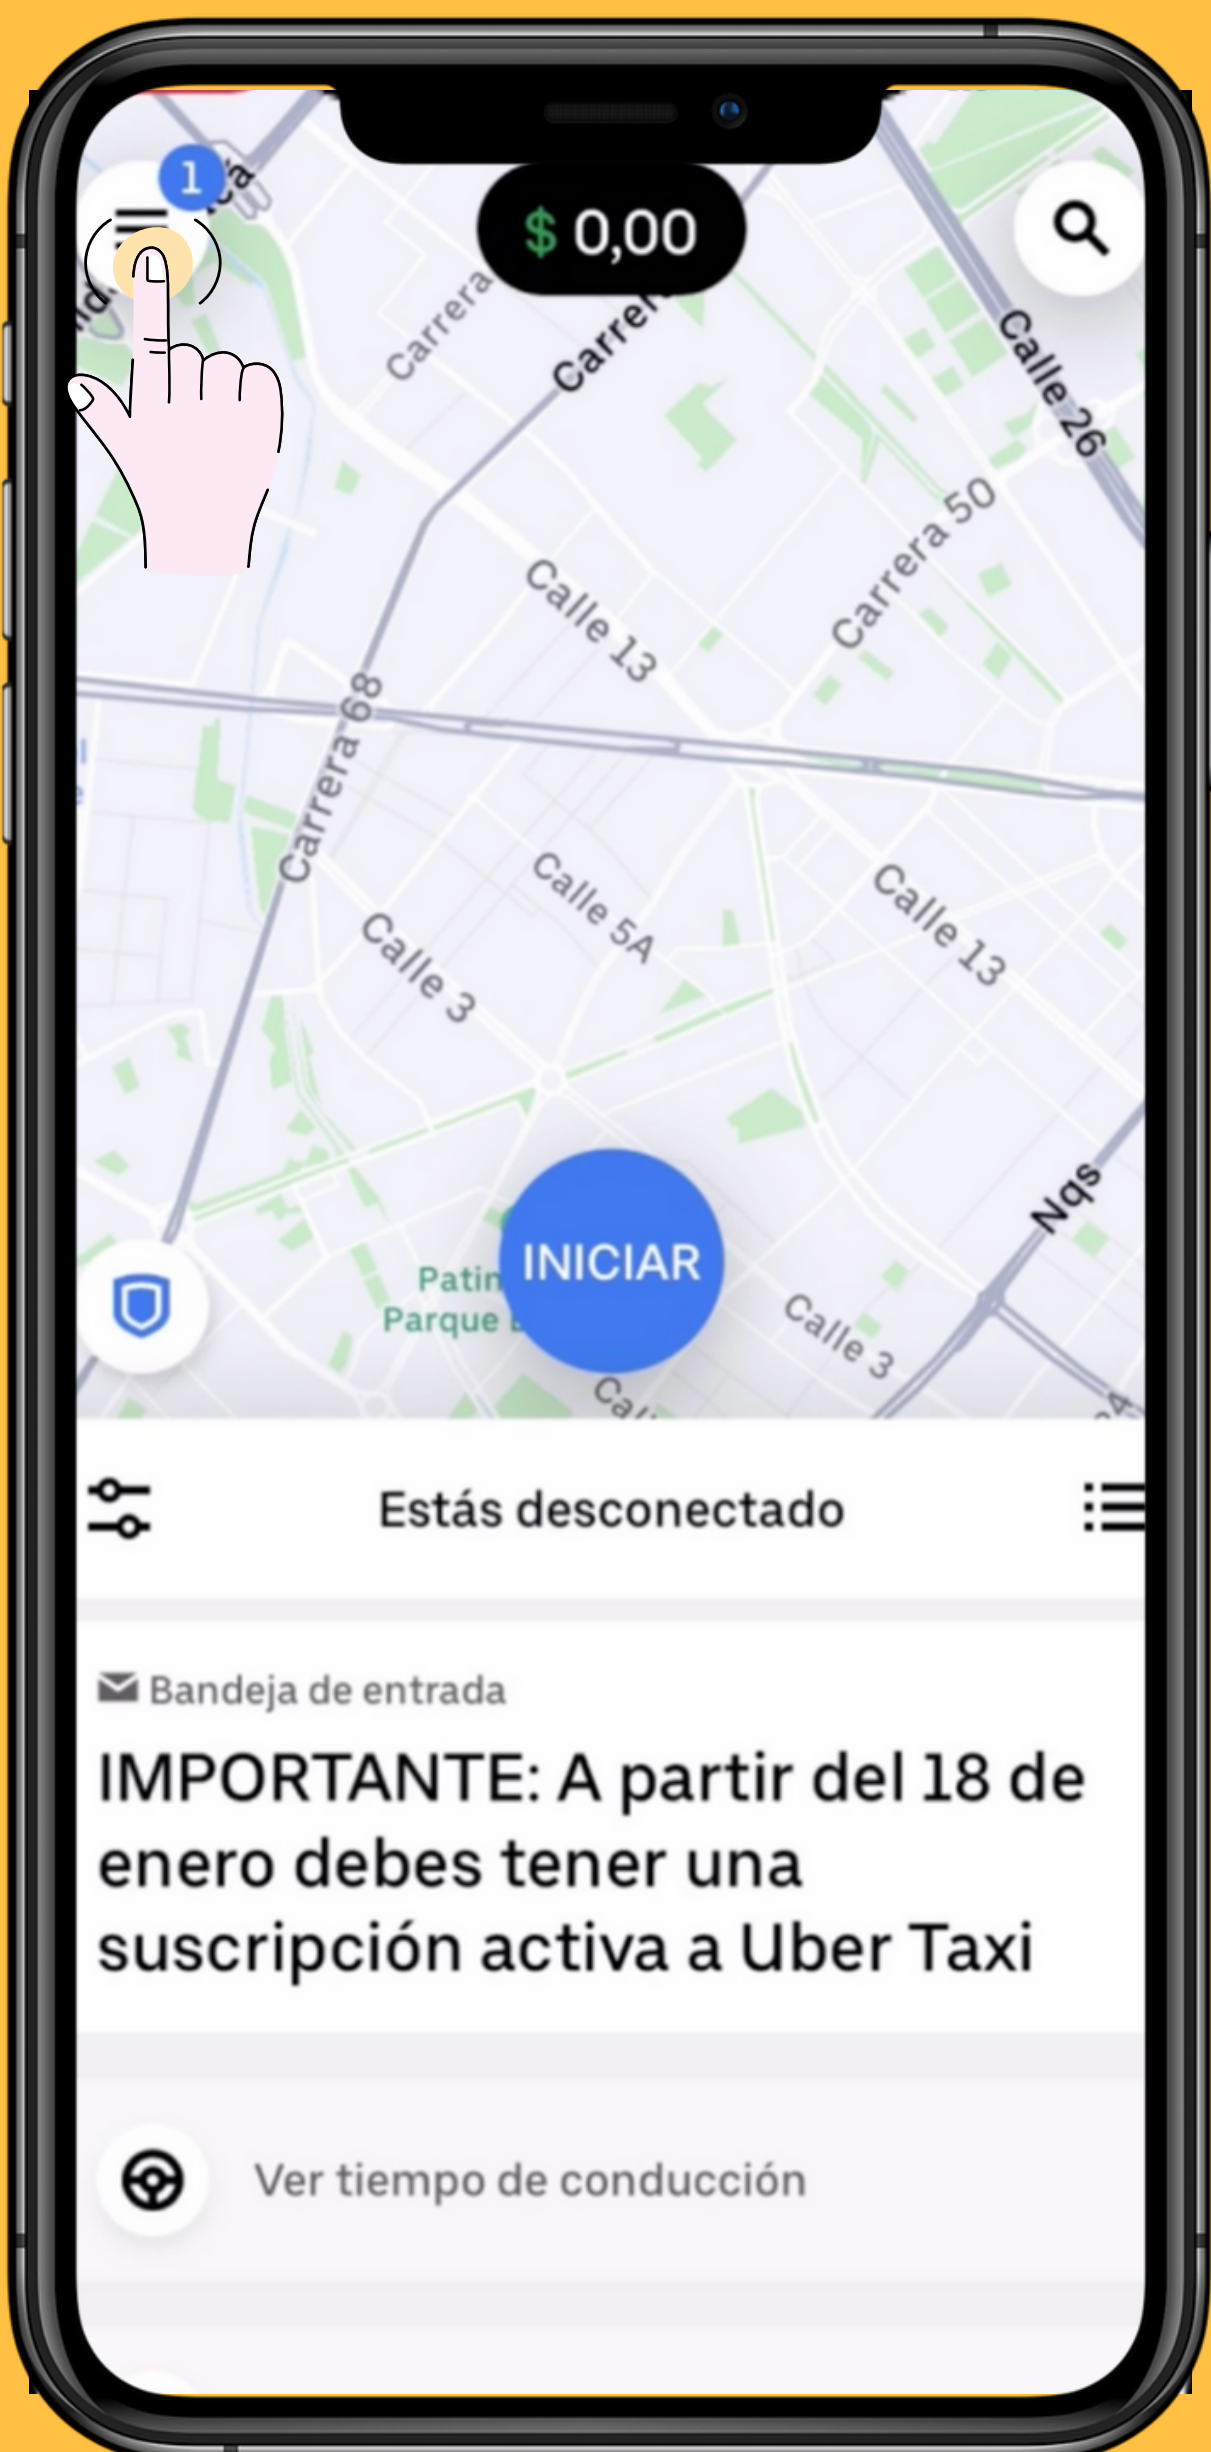 1
$ 0,00
Carrera
Calle 26
Carrera 50
Calle 13
Carrera 68
Calle 5A
Calle 13
Calle 3
Nqs
INICIAR
Parque
Calle 3
Estás desconectado
Bandeja de entrada
IMPORTANTE: A partir del 18 de
enero debes tener una
suscripción activa a Uber Taxi
Ver tiempo de conducción